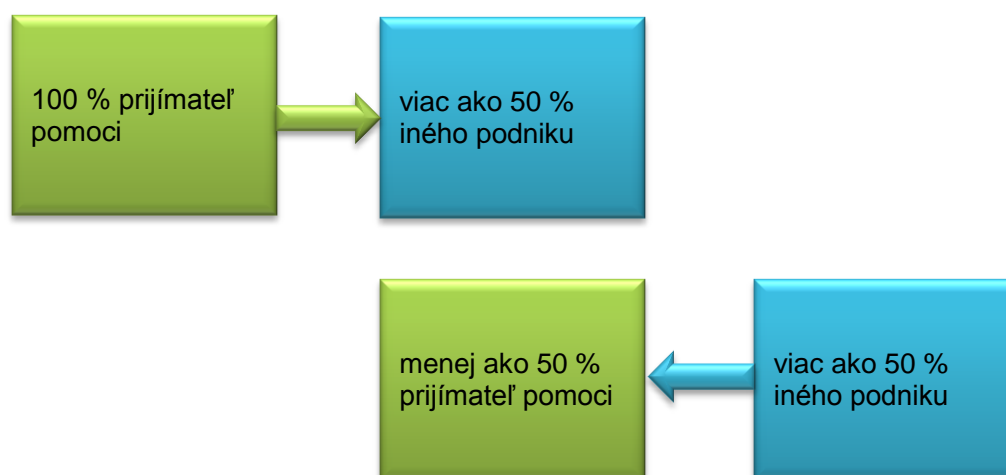 100 % prijímateľ
pomoci
viac ako 50 %
iného podniku
menej ako 50 %
prijímateľ pomoci
viac ako 50 %
iného podniku